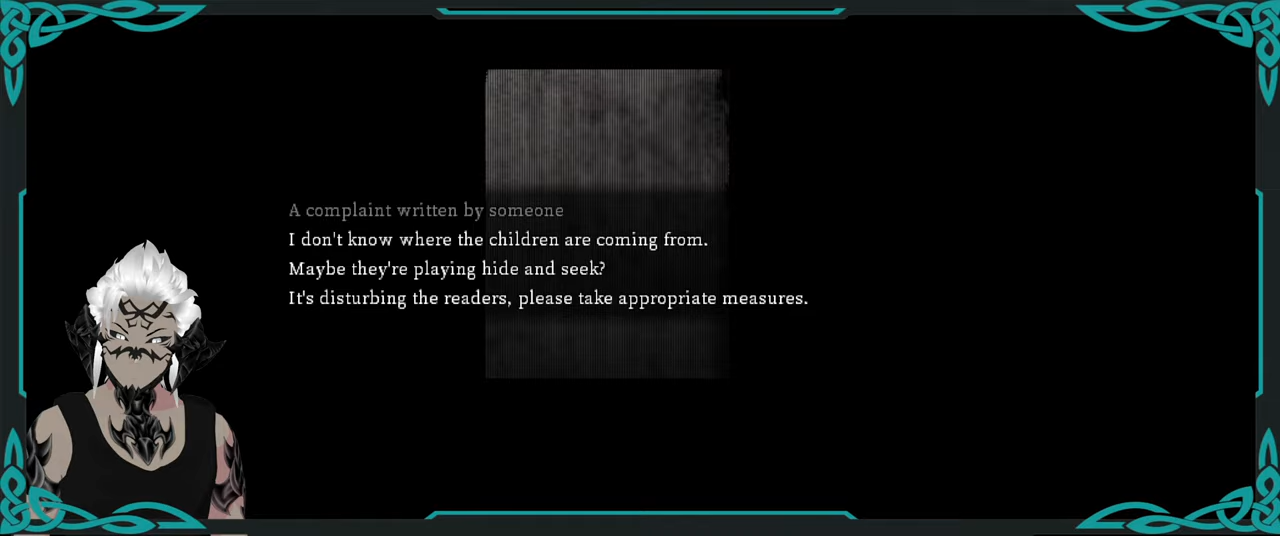 A complaint written by someone
I don't know where the children are coming from.
Maybe they're playing hide and seek?
It's disturbing the readers, please take appropriate measures.